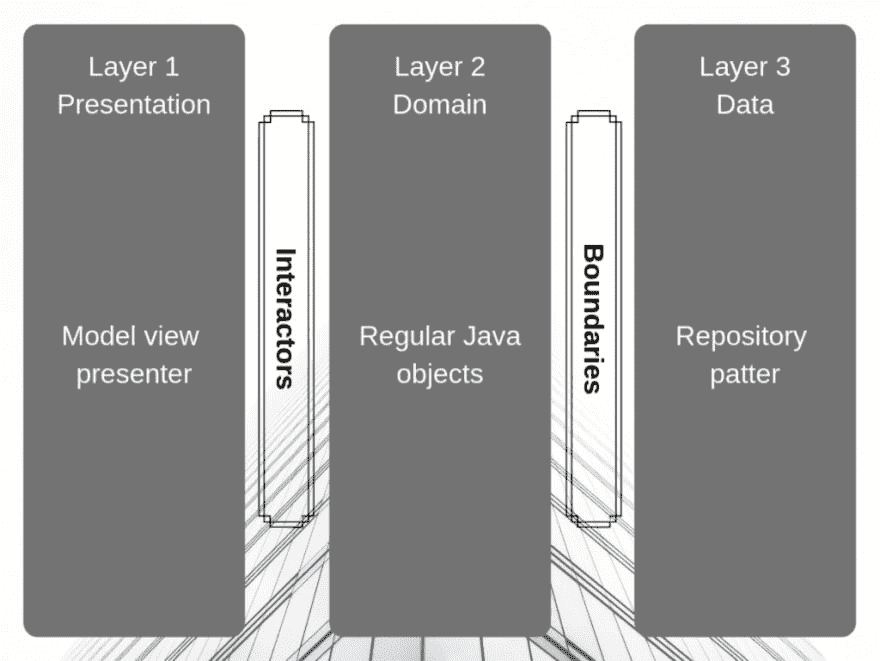 Layer 1
Presentation
Model view
presenter
Interactors
Layer 2
Domain
Regular Java
objects
Boundaries
Layer 3
Data
Repository
patter